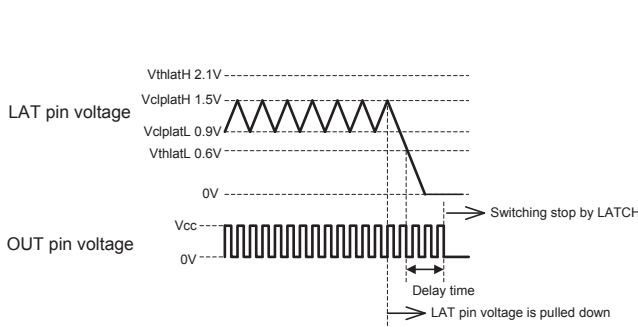 VthlatH 2.1V
VclplatH 1.5V
LAT pin voltage
VclplatL 0.9V
VthlatL 0.6V
0V
Switching stop by LATCH
Vcc
OUT pin voltage
0V
Delay time
LAT pin voltage is pulled down